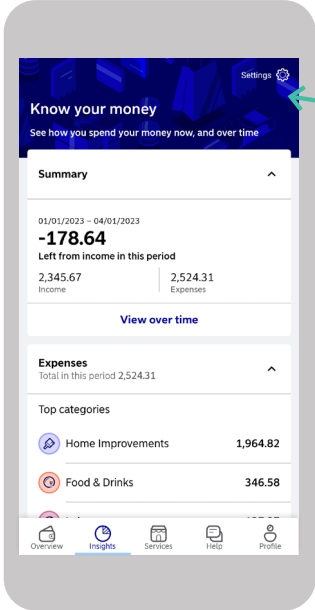 Settings
Know your money
See how you spend your money now, and over time
Summary
01/01/2023 – 04/01/2023
-178.64
Left from income in this period
2,345.67
2,524.31
Income
Expenses
View over time
Expenses
Total in this period 2,524.31
Top categories
Home Improvements
1,964.82
Food & Drinks
346.58
Overview
Insights
Services
Help
Profile